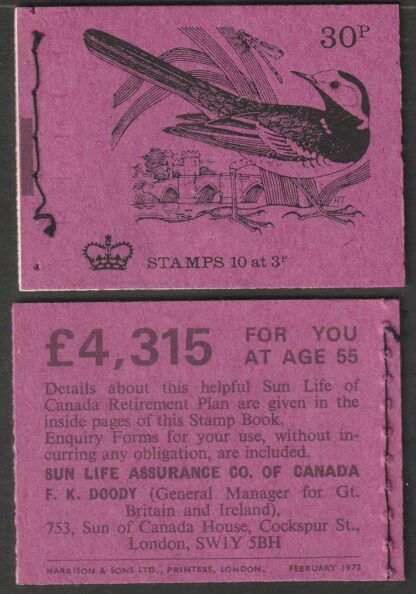 30P
HT
STAMPS 10 at 3P
£4,315 FOR YOU
AT AGE 55
Details about this helpful Sun Life of
Canada Retirement Plan are given in the
inside pages of this Stamp Book.
Enquiry Forms for your use, without in-
curring any obligation, are included.
SUN LIFE ASSURANCE CO. OF CANADA
F. K. DOODY (General Manager for Gt.
Britain and Ireland),
753, Sun of Canada House, Cockspur St.,
London, SW1Y 5BH
HARRISON & SONS LTD., PRINTERS, LONDON. FEBRUARY 1972